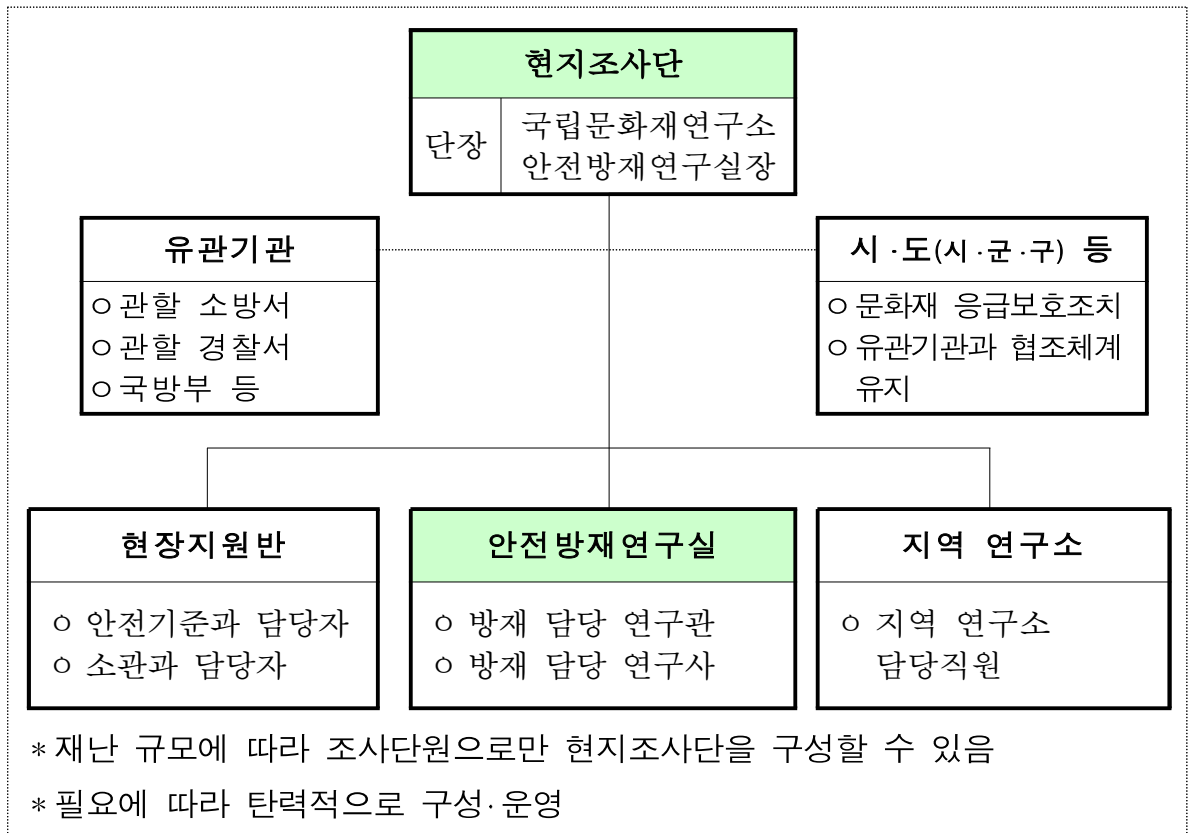 현지조사단
단장
국립문화재연구소
안전방재연구실장
유관기관
ㅇ관할 소방서
ㅇ관할 경찰서
ㅇ국방부 등
시·도(시·군·구) 등
ㅇ문화재 응급보호조치
ㅇ유관기관과 협조체계
유지
현장지원반
ㅇ 안전기준과 담당자
ㅇ 소관과 담당자
안전방재연구실
ㅇ 방재 담당 연구관
ㅇ 방재 담당 연구사
지역 연구소
ㅇ 지역 연구소
담당직원
*재난 규모에 따라 조사단원으로만 현지조사단을 구성할 수 있음
*필요에 따라 탄력적으로 구성·운영